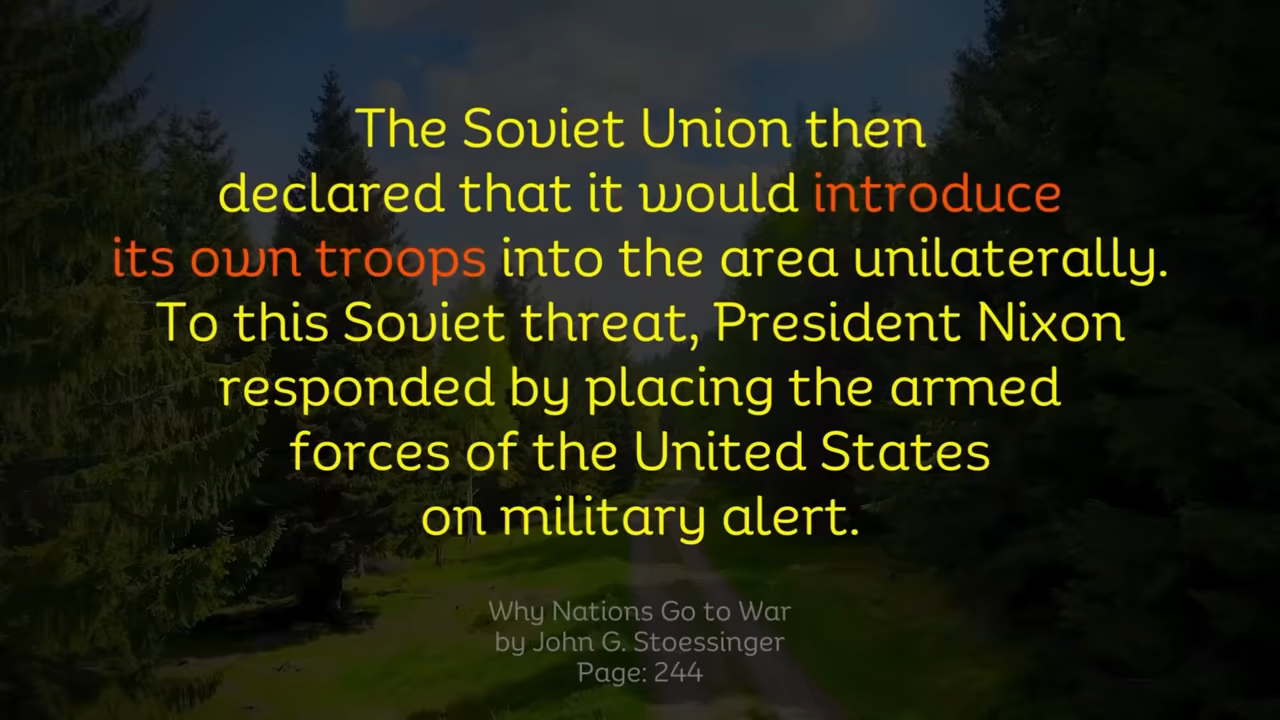 The Soviet Union then
declared that it would introduce
its own troops into the area unilaterally.
To this Soviet threat, President Nixon
responded by placing the armed
forces of the United States
on military alert.
Why Nations Go to War
by John G. Stoessinger
Page: 244